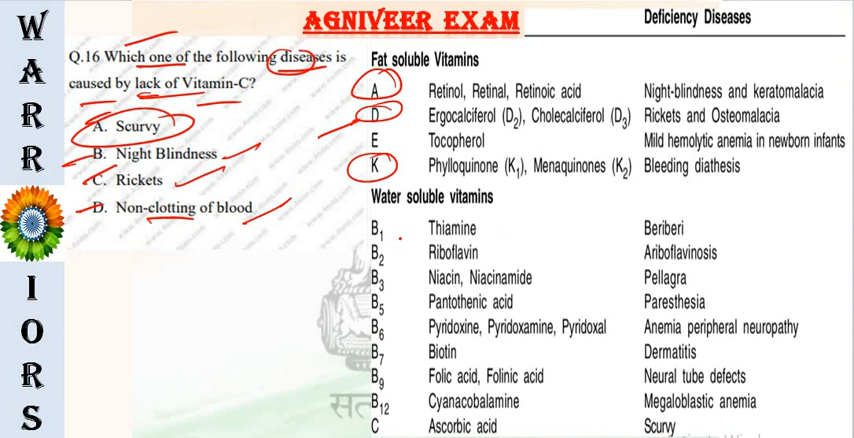 AGNIVEER EXAM
WARR
IORS
Q.16 Which one of the following diseases is
caused by lack of Vitamin-C?
A. Scurvy
B. Night Blindness
C. Rickets
D. Non-clotting of blood
Deficiency Diseases
Fat soluble Vitamins
A Retinol, Retinal, Retinoic acid Night-blindness and keratomalacia
D Ergocalciferol (D2), Cholecalciferol (D3) Rickets and Osteomalacia
E Tocopherol Mild hemolytic anemia in newborn infants
K Phylloquinone (K1), Menaquinones (K2) Bleeding diathesis
Water soluble vitamins
B1 Thiamine Beriberi
B2 Riboflavin Ariboflavinosis
B3 Niacin, Niacinamide Pellagra
B5 Pantothenic acid Paresthesia
B6 Pyridoxine, Pyridoxamine, Pyridoxal Anemia peripheral neuropathy
B7 Biotin Dermatitis
B9 Folic acid, Folinic acid Neural tube defects
B12 Cyanacobalamine Megaloblastic anemia
C Ascorbic acid Scurvy